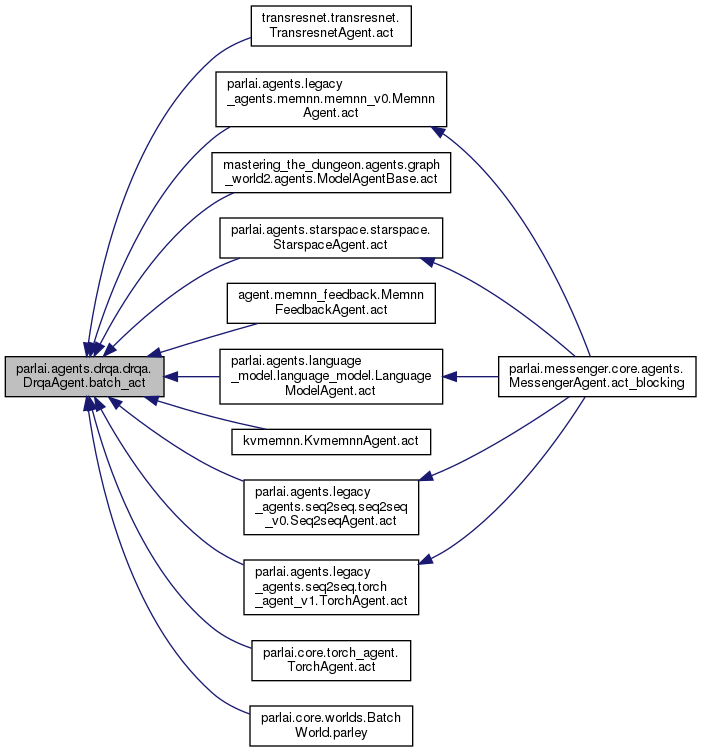 transresnet.transresnet.
TransresnetAgent.act
parlai.agents.legacy
_agents.memnn.memnn_v0.Memnn
Agent.act
mastering_the_dungeon.agents.graph
_world2.agents.ModelAgentBase.act
parlai.agents.starspace.starspace.
StarspaceAgent.act
agent.memnn_feedback.Memnn
FeedbackAgent.act
parlai.agents.drqa.drqa.
DrqaAgent.batch_act
parlai.agents.language
_model.language_model.Language
ModelAgent.act
parlai.messenger.core.agents.
MessengerAgent.act_blocking
kvmemnn.KvmemnnAgent.act
parlai.agents.legacy
_agents.seq2seq.seq2seq
_v0.Seq2seqAgent.act
parlai.agents.legacy
_agents.seq2seq.torch
_agent_v1.TorchAgent.act
parlai.core.torch_agent.
TorchAgent.act
parlai.core.worlds.Batch
World.parley